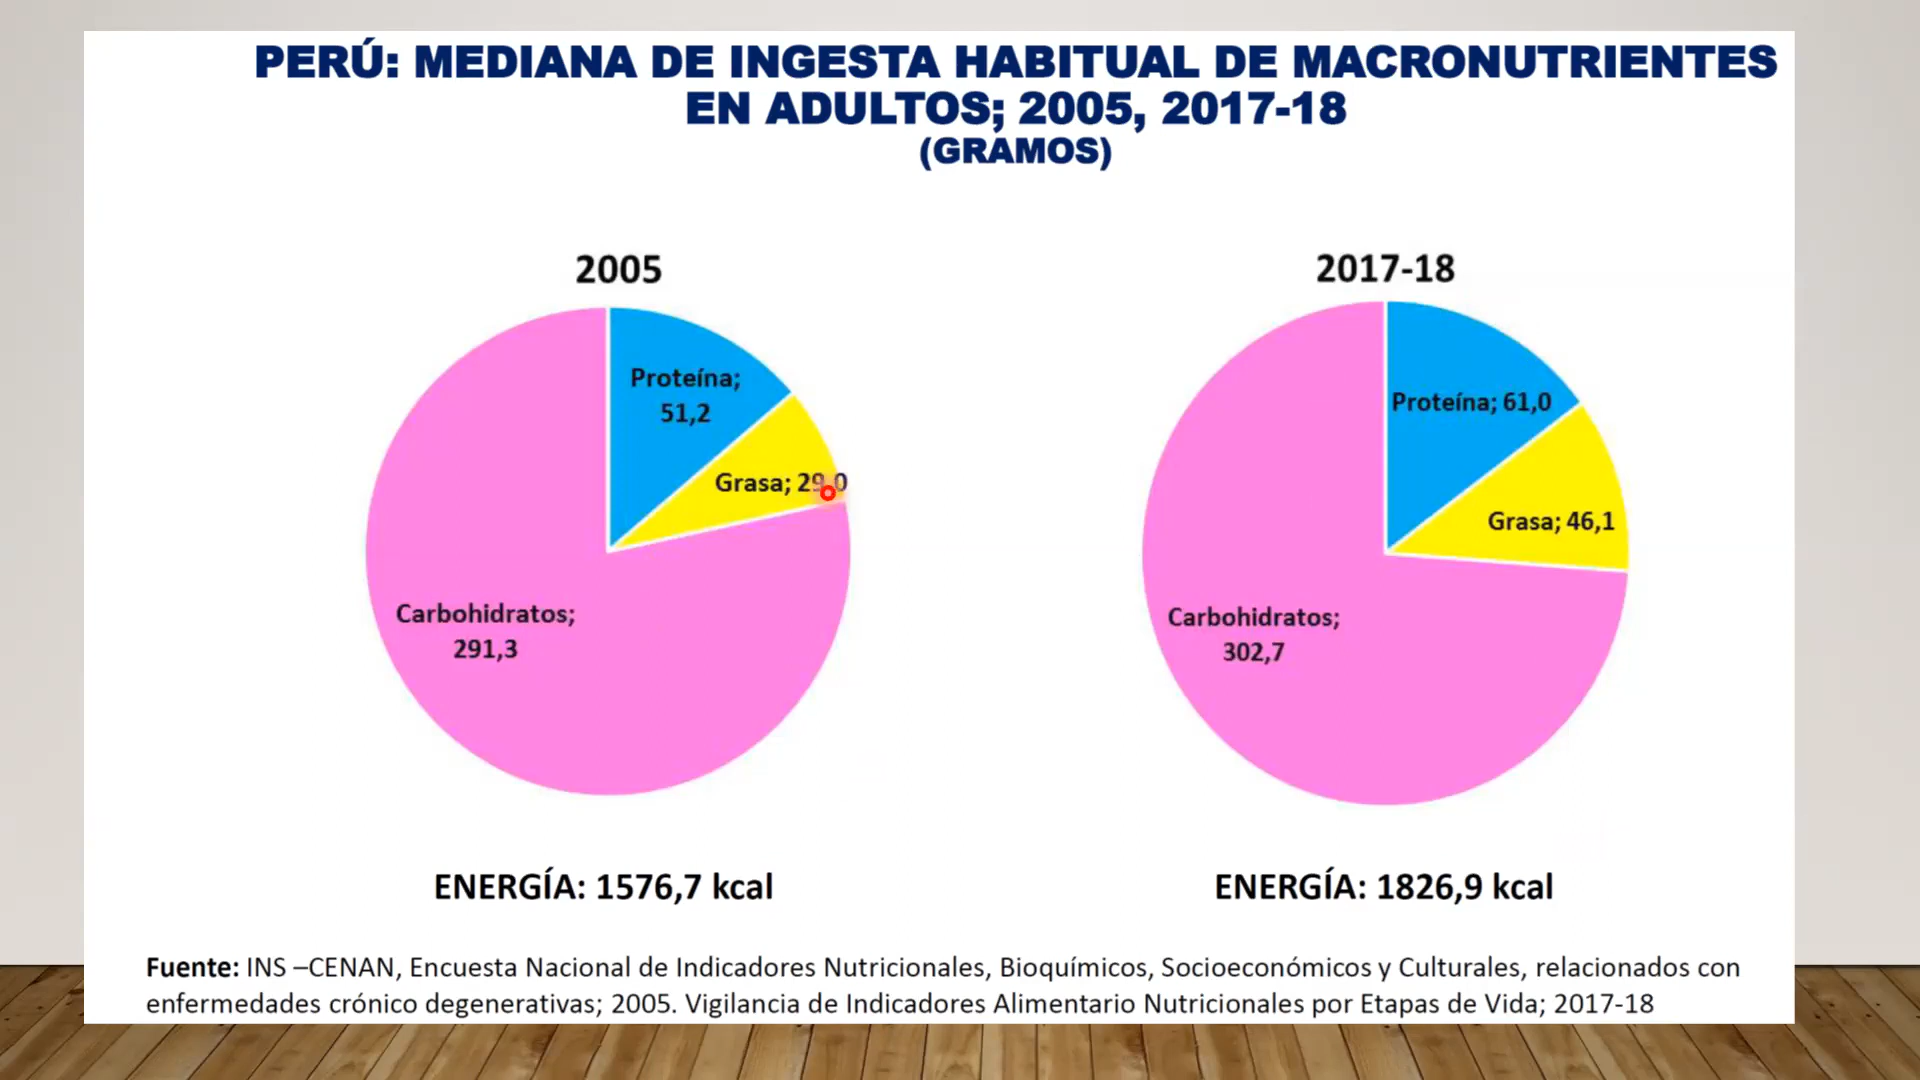 PERÚ: MEDIANA DE INGESTA HABITUAL DE MACRONUTRIENTES
EN ADULTOS; 2005, 2017-18
(GRAMOS)
2005
Proteína;
51,2
Grasa; 29,0
Carbohidratos;
291,3
ENERGÍA: 1576,7 kcal
2017-18
Proteína; 61,0
Grasa; 46,1
Carbohidratos;
302,7
ENERGÍA: 1826,9 kcal
Fuente: INS –CENAN, Encuesta Nacional de Indicadores Nutricionales, Bioquímicos, Socioeconómicos y Culturales, relacionados con
enfermedades crónico degenerativas; 2005. Vigilancia de Indicadores Alimentario Nutricionales por Etapas de Vida; 2017-18